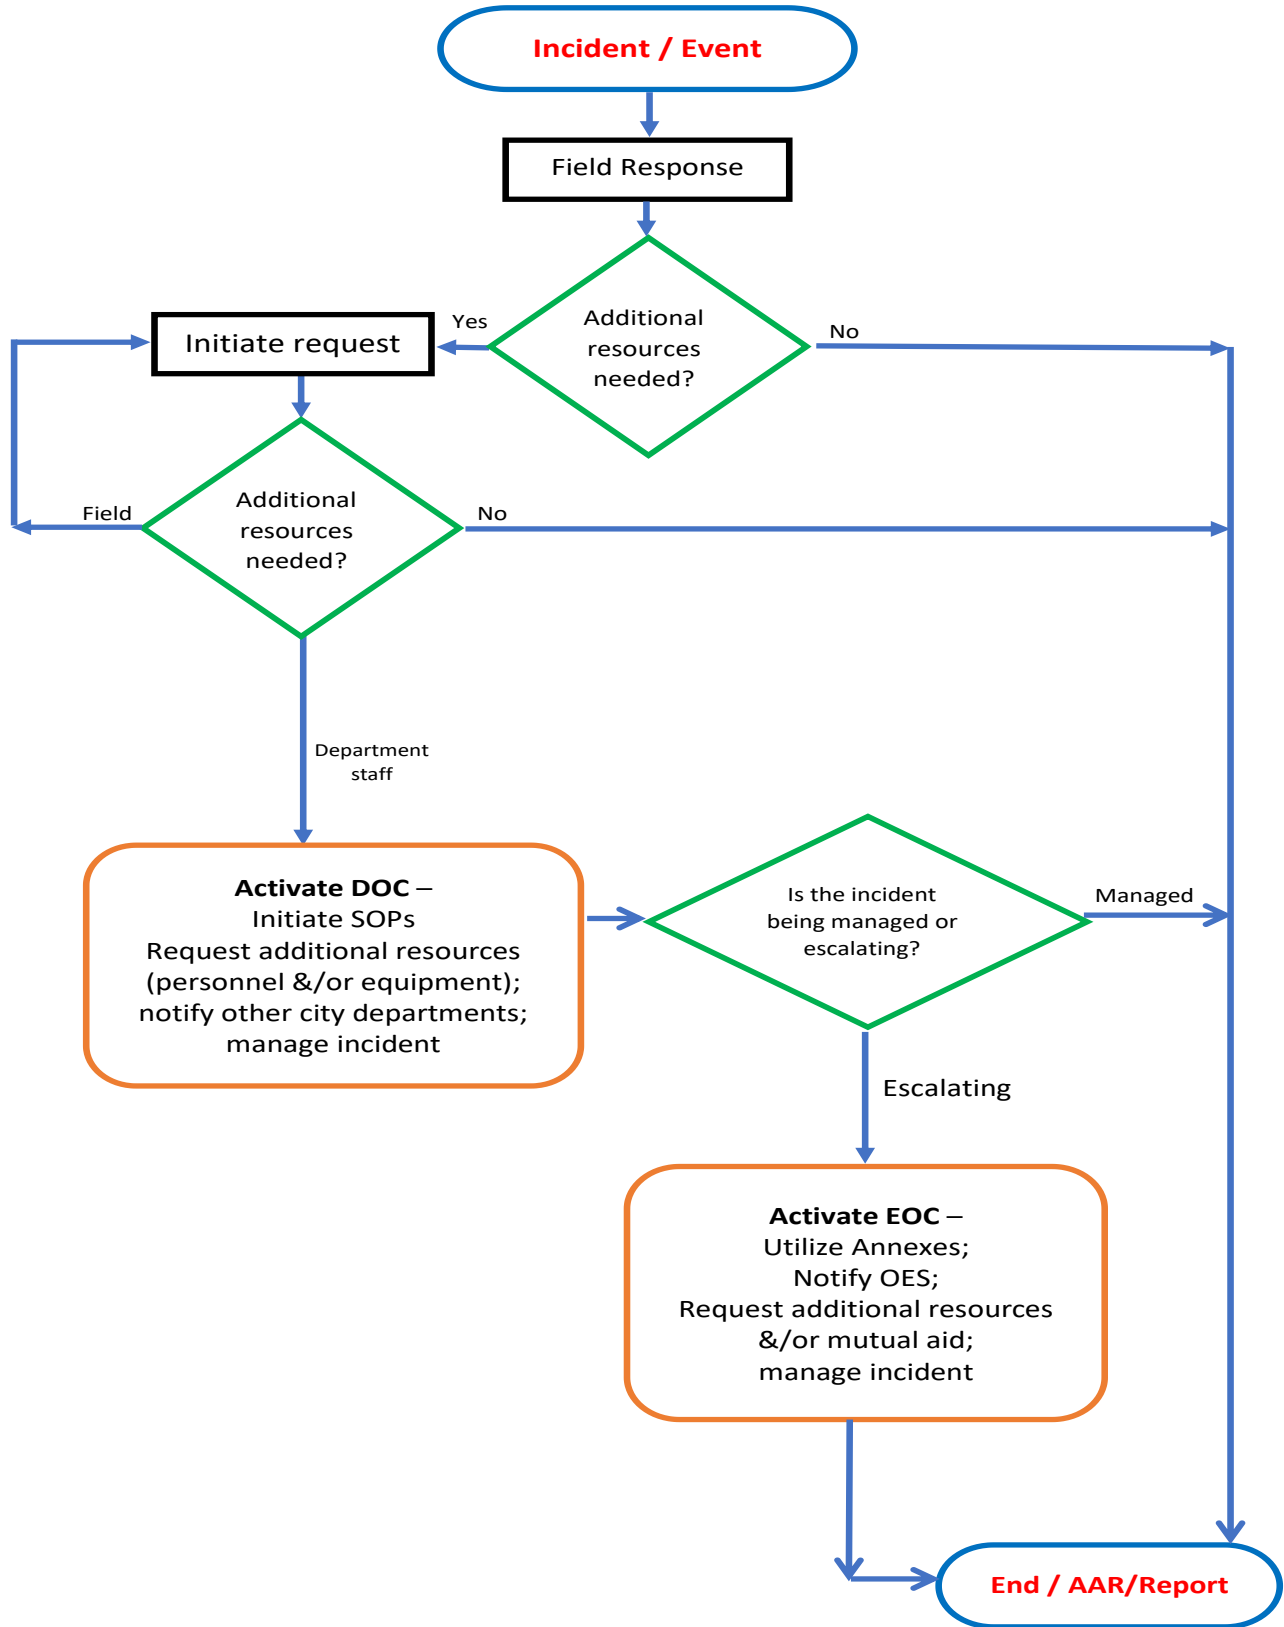 Incident / Event
Field Response
Additional
resources
needed?
Yes
No
Initiate request
Additional
resources
needed?
Field
No
Department
staff
Activate DOC –
Initiate SOPs
Request additional resources
(personnel &/or equipment);
notify other city departments;
manage incident
Is the incident
being managed or
escalating?
Managed
Escalating
Activate EOC –
Utilize Annexes;
Notify OES;
Request additional resources
&/or mutual aid;
manage incident
End / AAR/Report